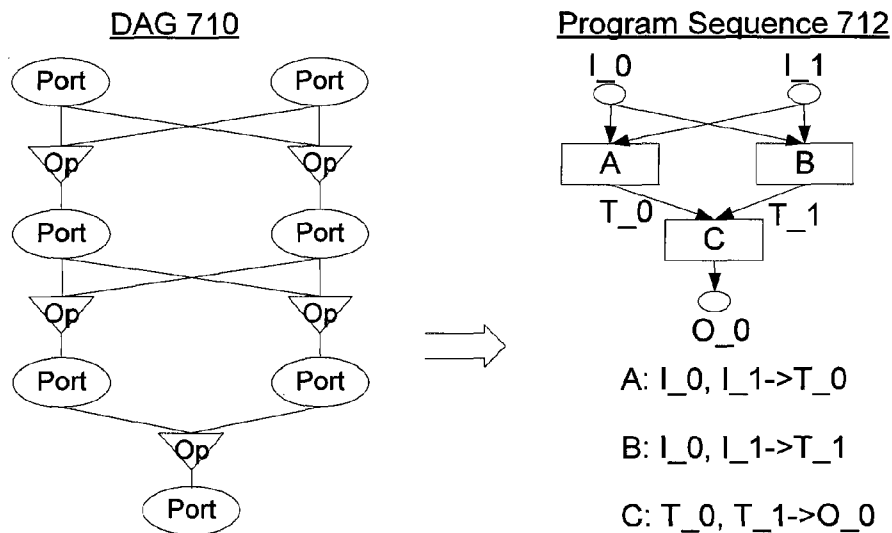 DAG 710
Port Port
Op Op
Port Port
Op Op
Port Port
Op
Port
Program Sequence 712
I_0 I_1
A B
T_0 T_1
C
O_0
A: I_0, I_1->T_0
B: I_0, I_1->T_1
C: T_0, T_1->O_0